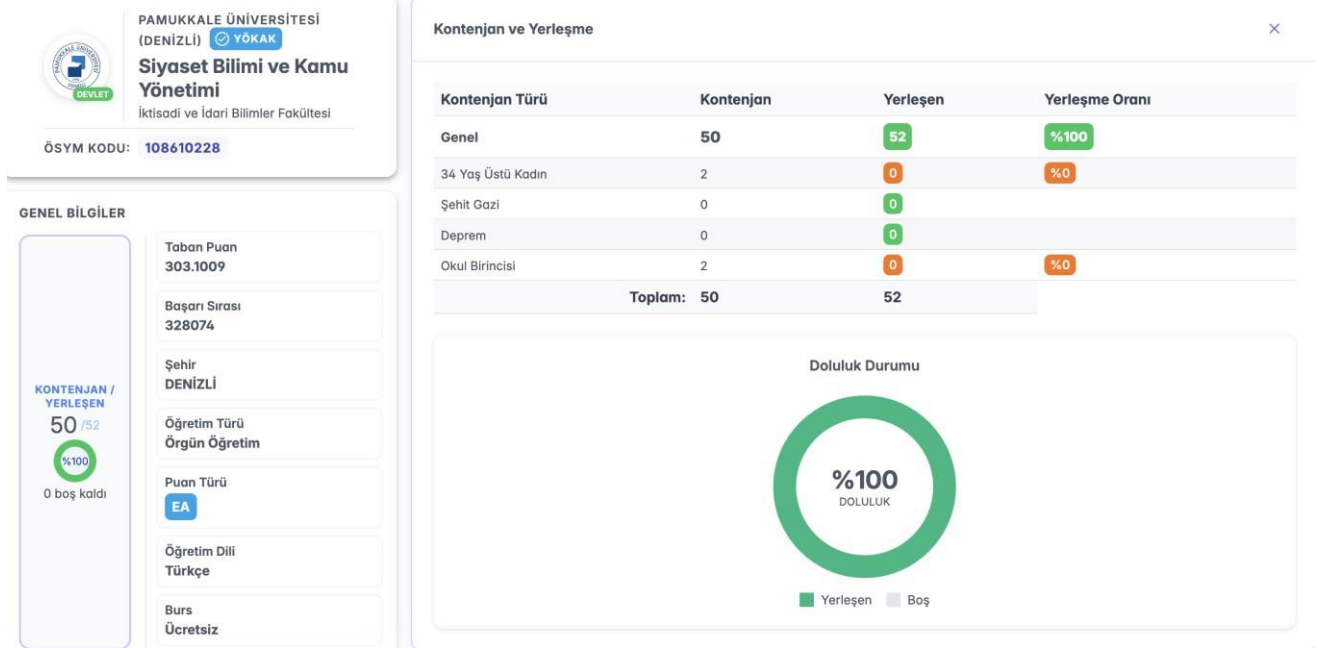 PAMUKKALE ÜNİVERSİTESİ
(DENİZLİ) YÖKAK
Siyaset Bilimi ve Kamu
Yönetimi
İktisadi ve İdari Bilimler Fakültesi
DEVLET
ÖSYM KODU: 108610228
GENEL BİLGİLER
KONTENJAN /
YERLEŞEN
50 /52
%100
0 boş kaldı
Taban Puan
303.1009
Başarı Sırası
328074
Şehir
DENİZLİ
Öğretim Türü
Örgün Öğretim
Puan Türü
EA
Öğretim Dili
Türkçe
Burs
Ücretsiz
Kontenjan ve Yerleşme
Kontenjan Türü Kontenjan Yerleşen Yerleşme Oranı
Genel 50 52 %100
34 Yaş Üstü Kadın 2 0 %0
Şehit Gazi 0 0
Deprem 0 0
Okul Birincisi 2 0 %0
Toplam: 50 52
Doluluk Durumu
%100
DOLULUK
Yerleşen Boş